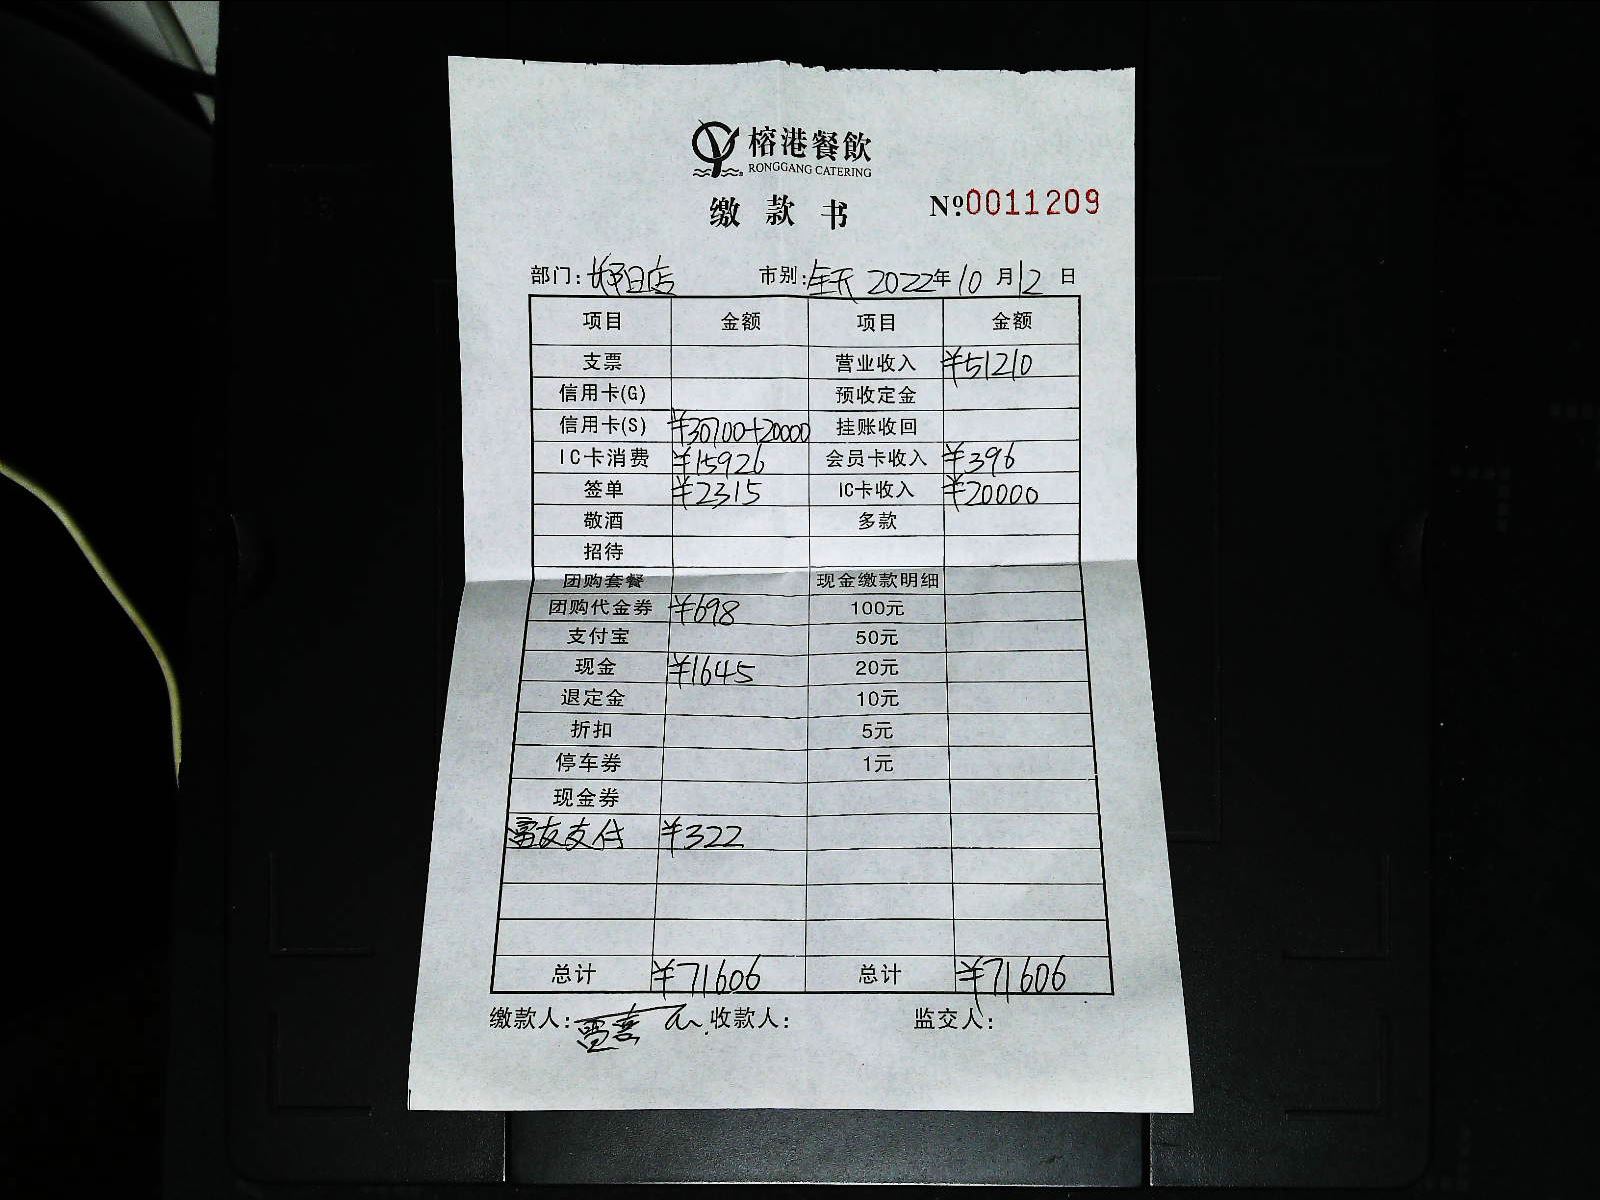 榕港餐飲
RONGGANG CATERING
缴款书 №0011209
部门: 日店 市别:全天 2022年10月12日
项目 金额 项目 金额
支票 营业收入 ¥51210
信用卡(G) 预收定金
信用卡(S) ¥30700+20000 挂账收回
IC卡消费 ¥15926 会员卡收入 ¥396
签单 ¥2315 IC卡收入 ¥20000
敬酒 多款
招待
团购套餐 现金缴款明细
团购代金券 ¥698 100元
支付宝 50元
现金 ¥1645 20元
退定金 10元
折扣 5元
停车券 1元
现金券
友支付 ¥322
总计 ¥71606 总计 ¥71606
缴款人: 收款人: 监交人: